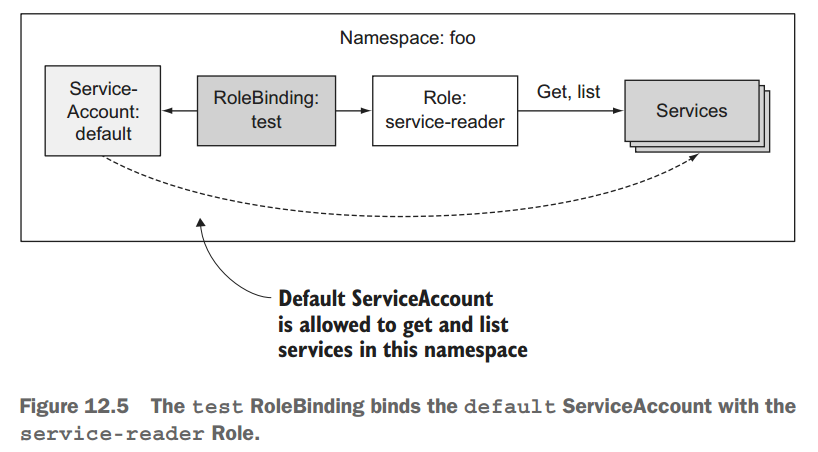 Namespace: foo
Service-
Account:
default
RoleBinding:
test
Role:
service-reader
Get, list
Services
Default ServiceAccount
is allowed to get and list
services in this namespace
Figure 12.5 The test RoleBinding binds the default ServiceAccount with the
service-reader Role.